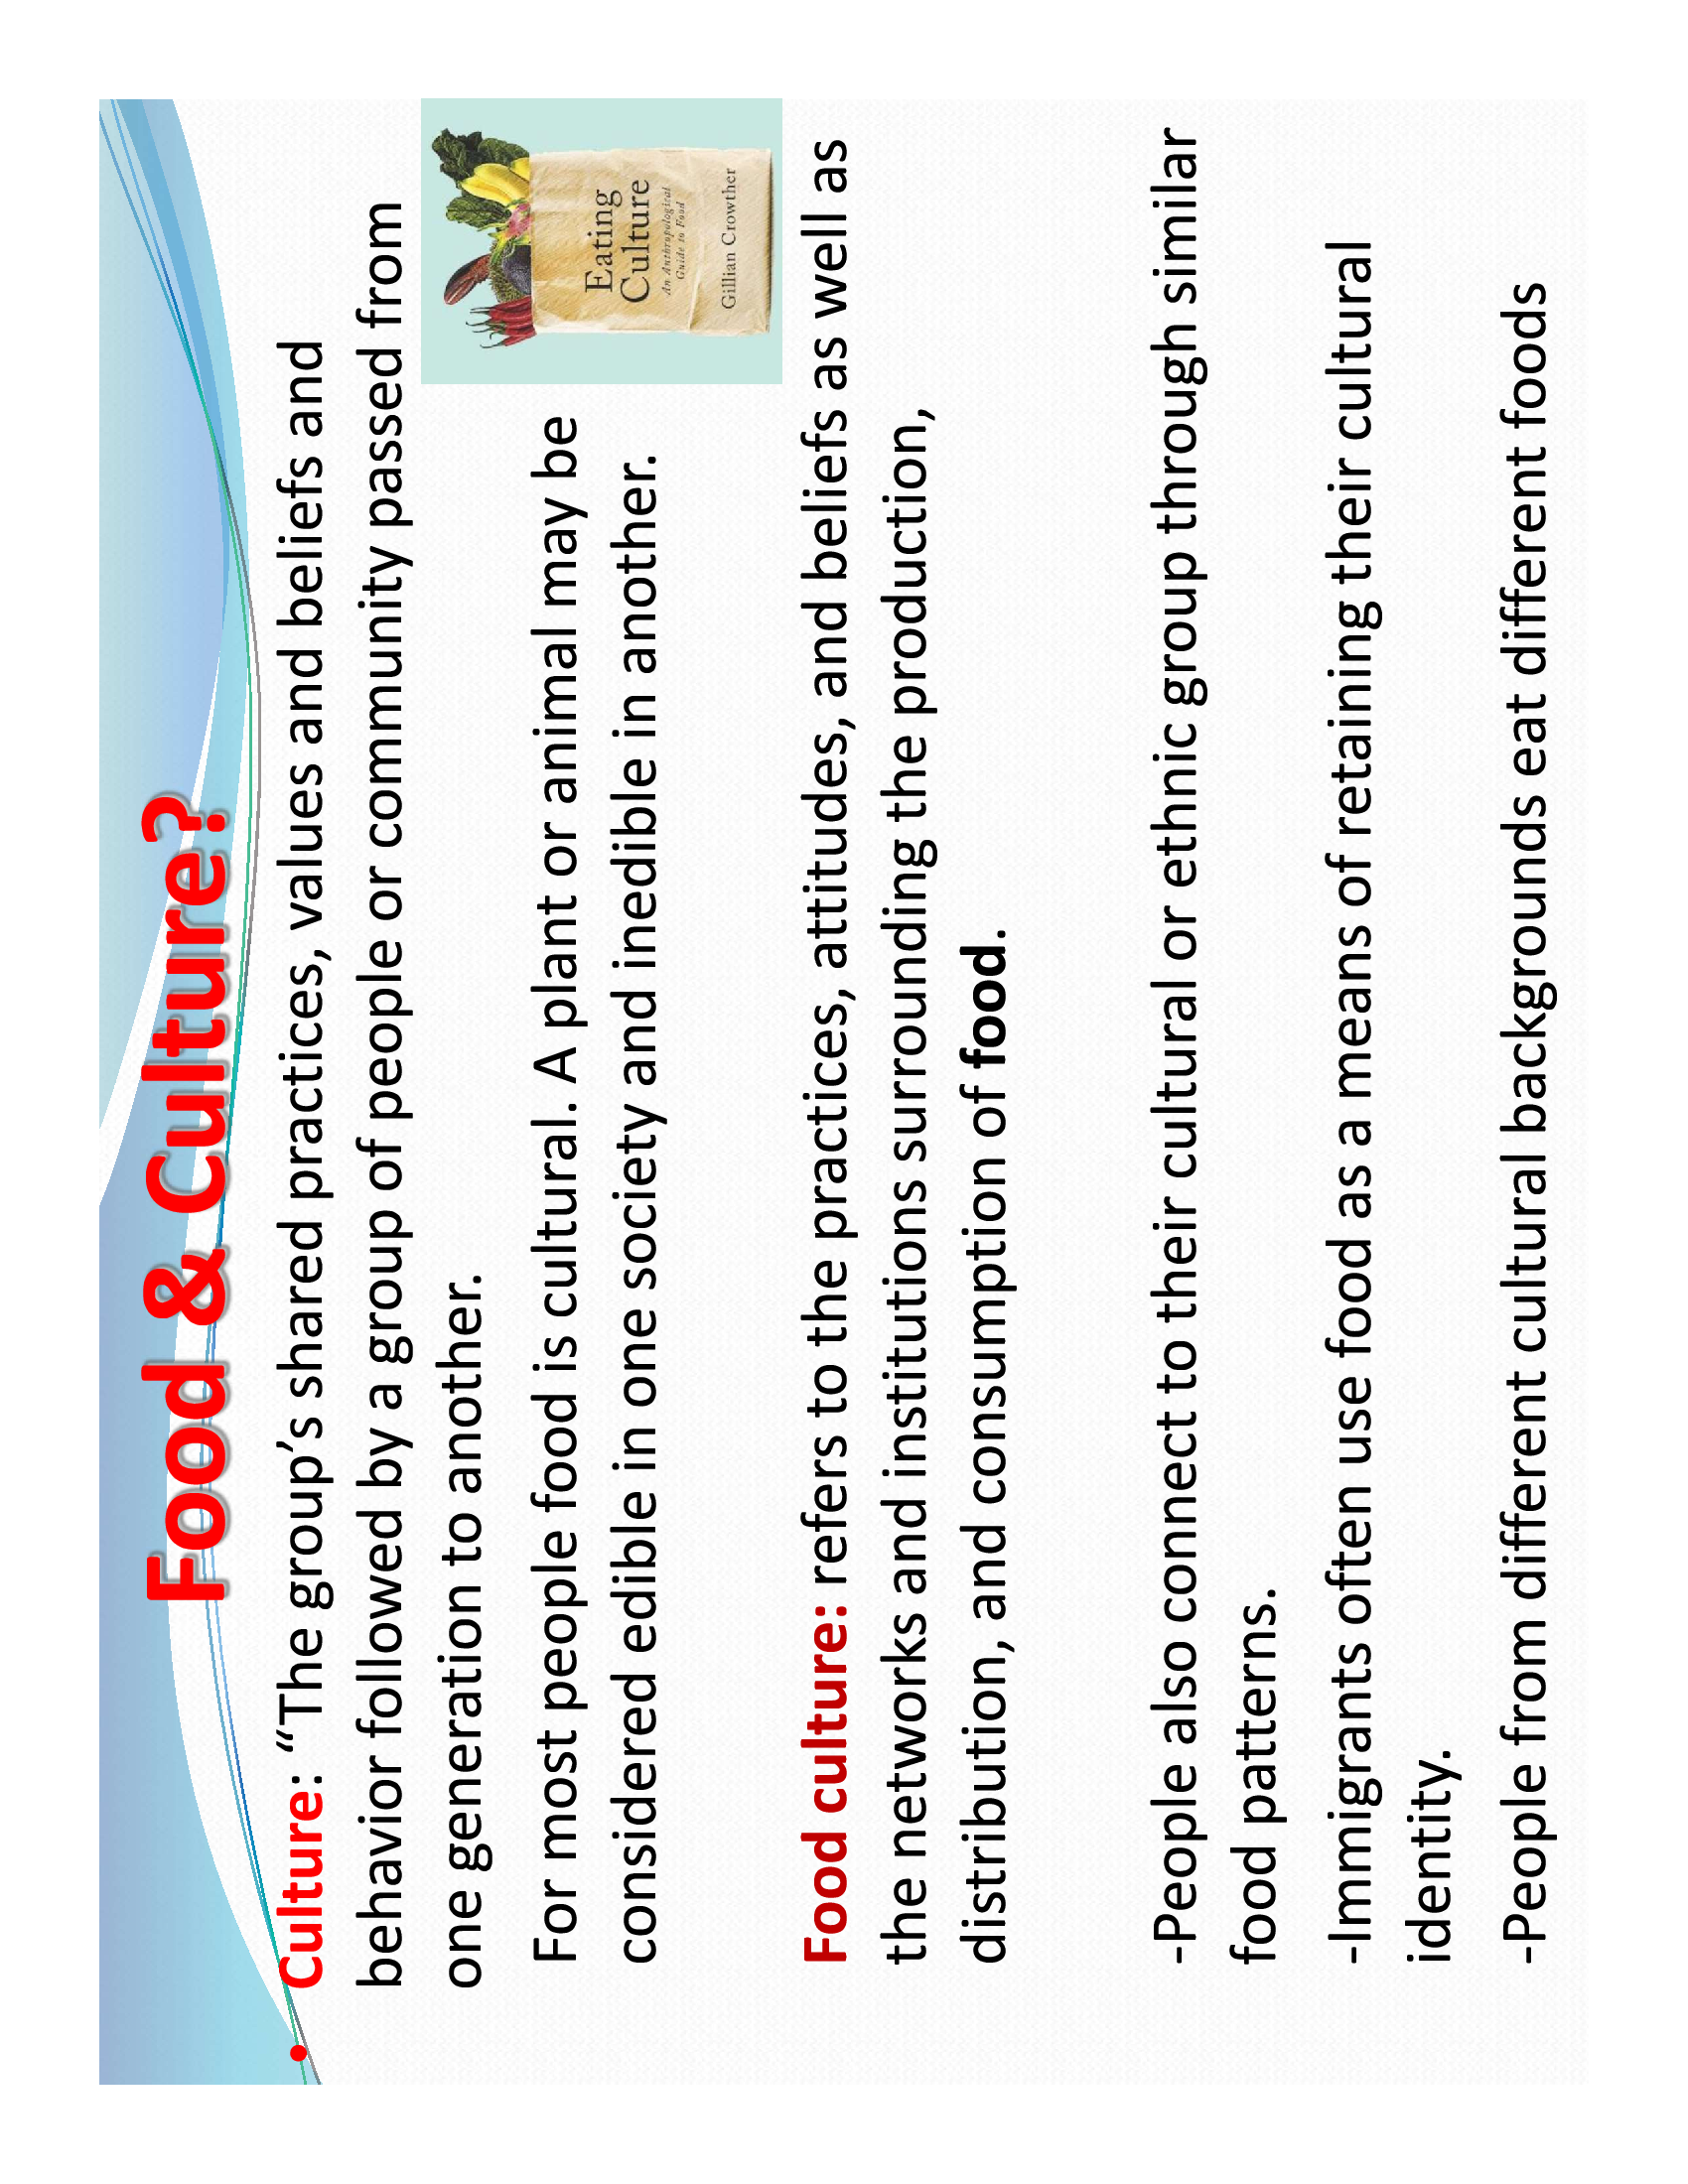 Food & Culture?
• Culture: “The group’s shared practices, values and beliefs and
behavior followed by a group of people or community passed from
one generation to another.
For most people food is cultural. A plant or animal may be
considered edible in one society and inedible in another.
Eating
Culture
An Anthropological
Guide to Food
Gillian Crowther
Food culture: refers to the practices, attitudes, and beliefs as well as
the networks and institutions surrounding the production,
distribution, and consumption of food.
-People also connect to their cultural or ethnic group through similar
food patterns.
-Immigrants often use food as a means of retaining their cultural
identity.
-People from different cultural backgrounds eat different foods